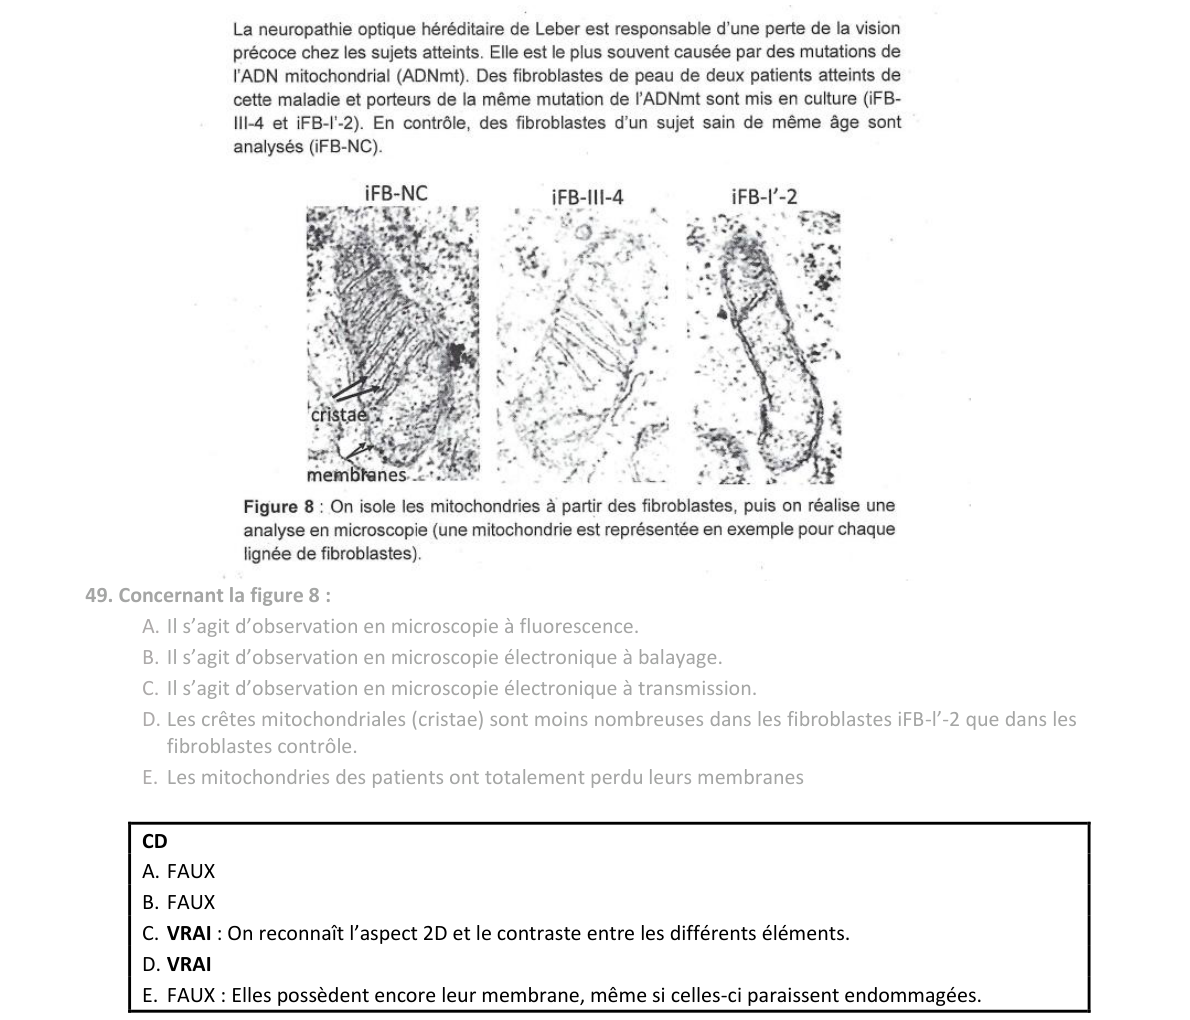 La neuropathie optique héréditaire de Leber est responsable d'une perte de la vision
précoce chez les sujets atteints. Elle est le plus souvent causée par des mutations de
l'ADN mitochondrial (ADNmt). Des fibroblastes de peau de deux patients atteints de
cette maladie et porteurs de la même mutation de l'ADNmt sont mis en culture (iFB-
III-4 et iFB-I'-2). En contrôle, des fibroblastes d'un sujet sain de même âge sont
analysés (iFB-NC).
iFB-NC iFB-III-4 iFB-I'-2
cristae
membranes
Figure 8 : On isole les mitochondries à partir des fibroblastes, puis on réalise une
analyse en microscopie (une mitochondrie est représentée en exemple pour chaque
lignée de fibroblastes).
49. Concernant la figure 8 :
A. Il s'agit d'observation en microscopie à fluorescence.
B. Il s'agit d'observation en microscopie électronique à balayage.
C. Il s'agit d'observation en microscopie électronique à transmission.
D. Les crêtes mitochondriales (cristae) sont moins nombreuses dans les fibroblastes iFB-l'-2 que dans les
fibroblastes contrôle.
E. Les mitochondries des patients ont totalement perdu leurs membranes
CD
A. FAUX
B. FAUX
C. VRAI : On reconnaît l'aspect 2D et le contraste entre les différents éléments.
D. VRAI
E. FAUX : Elles possèdent encore leur membrane, même si celles-ci paraissent endommagées.